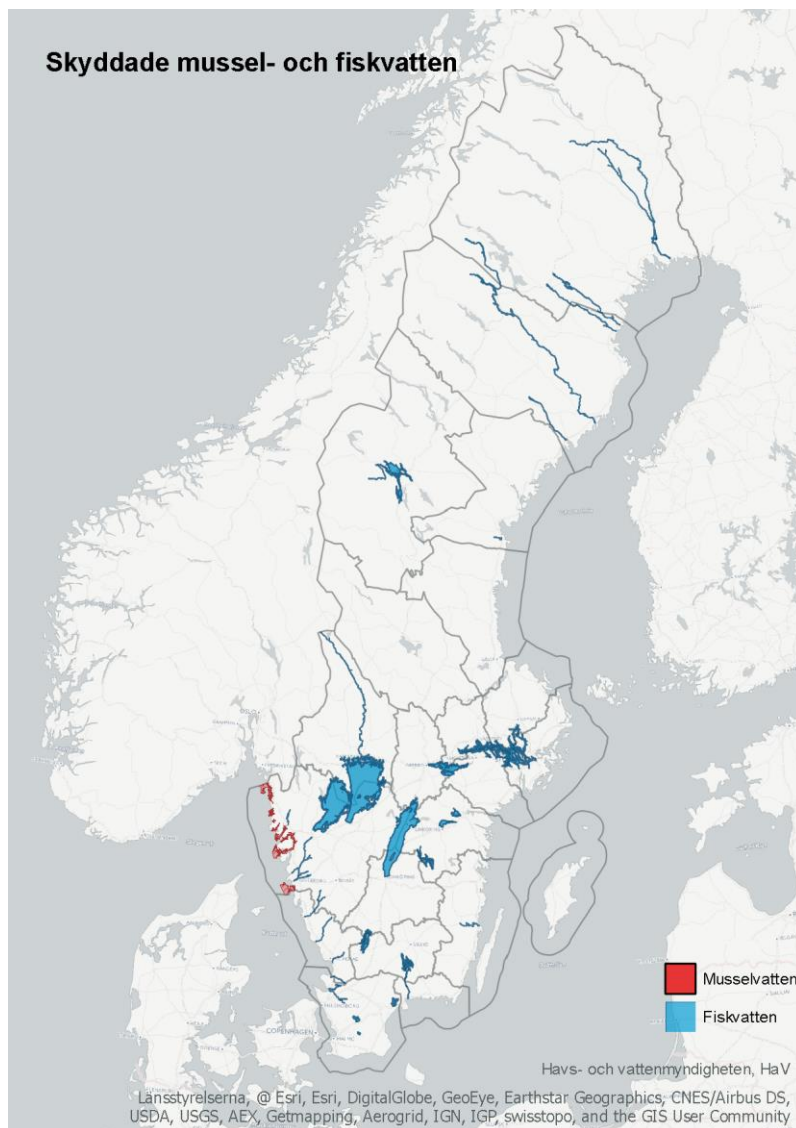 Skyddade mussel- och fiskvatten
COPENHAGEN
Musselvatten
Fiskvatten
Havs- och vattenmyndigheten, HaV
Länsstyrelserna, @ Esri, Esri, DigitalGlobe, GeoEye, Earthstar Geographics, CNES/Airbus DS,
USDA, USGS, AEX, Getmapping, Aerogrid, IGN, IGP, swisstopo, and the GIS User Community